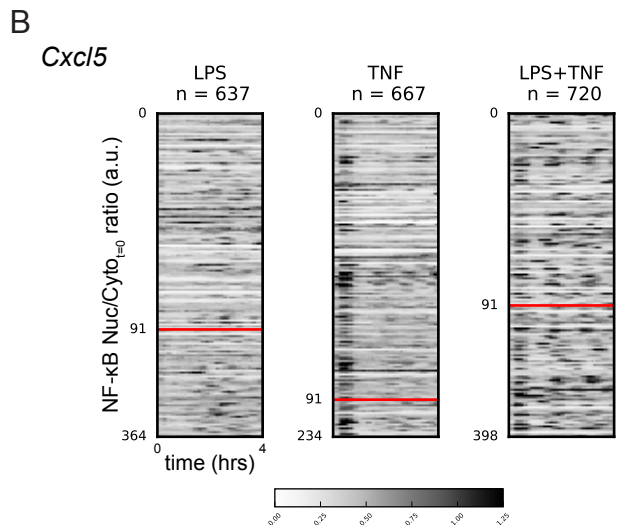 B
Cxcl5
LPS
n = 637
TNF
n = 667
LPS+TNF
n = 720
NF-κB Nuc/Cyto t=0 ratio (a.u.)
0
91
364
0
91
234
0
91
398
0
4
time (hrs)
0.00
0.25
0.50
0.75
1.00
1.25